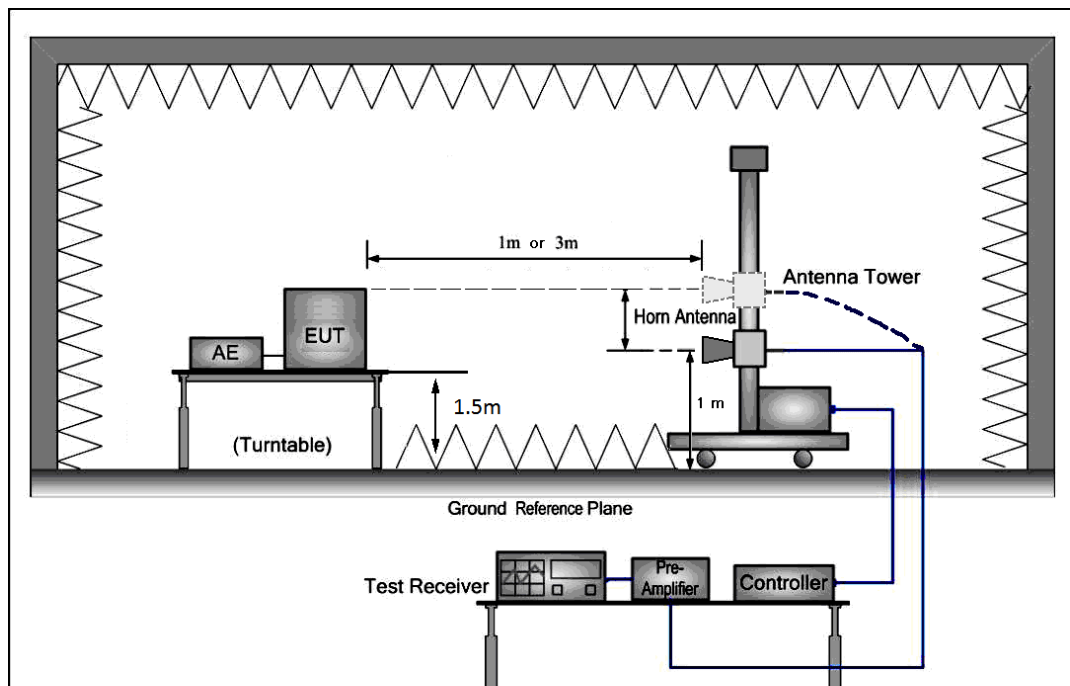 1m or 3m
Antenna Tower
Horn Antenna
EUT
AE
1.5m
1 m
(Turntable)
Ground Reference Plane
Test Receiver
Pre-
Amplifier
Controller